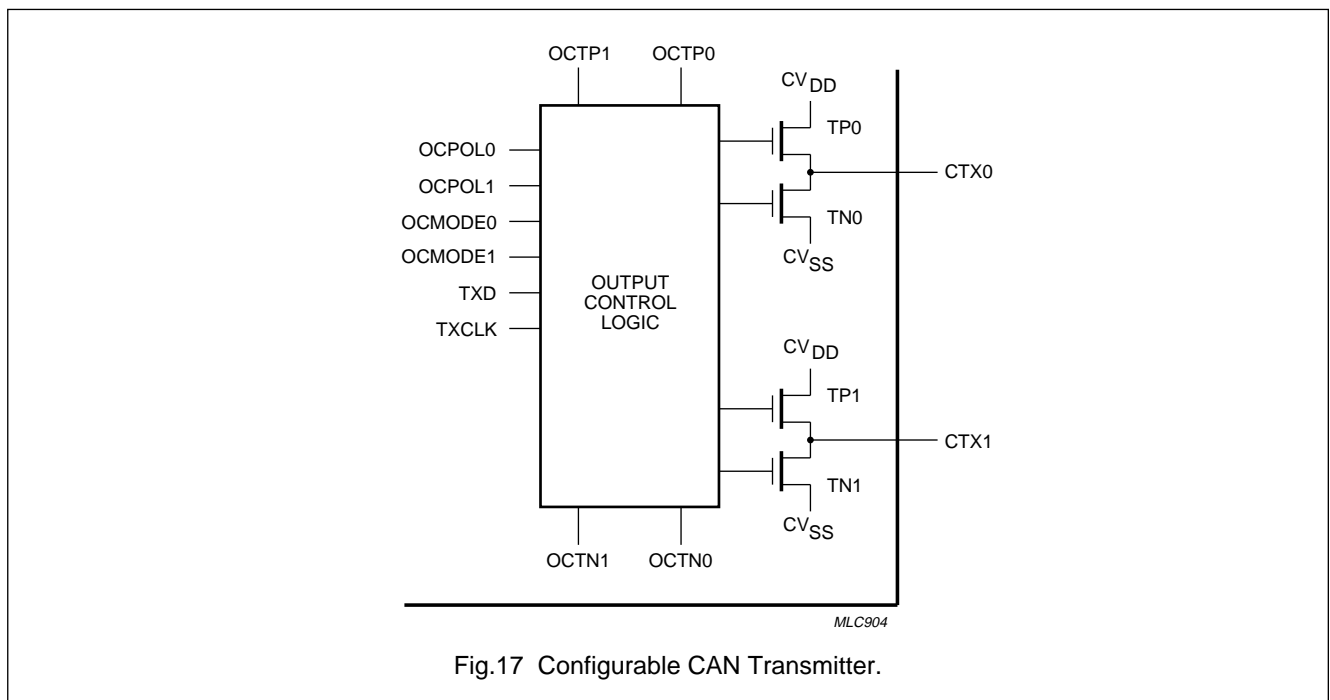 OCTP1 OCTP0
CVDD
TP0
OCPOL0
CTX0
OCPOL1
TN0
OCMODE0
OCMODE1
CVSS
TXD
OUTPUT
CONTROL
LOGIC
TXCLK
CVDD
TP1
CTX1
TN1
CVSS
OCTN1 OCTN0
MLC904
Fig.17 Configurable CAN Transmitter.